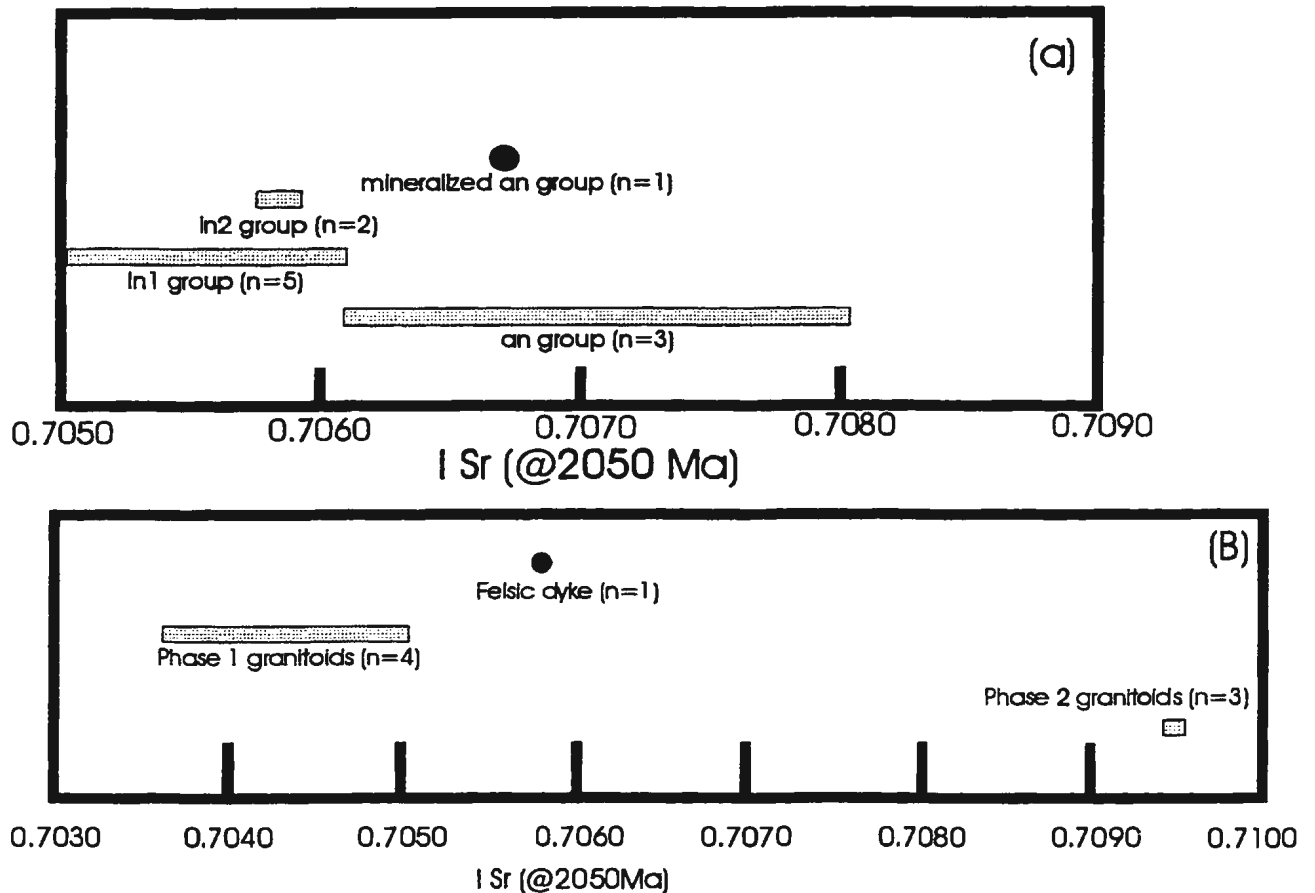 (a)
mineralized an group (n=1)
in2 group (n=2)
in1 group (n=5)
an group (n=3)
0.7050 0.7060 0.7070 0.7080 0.7090
I Sr (@2050 Ma)
(B)
Felsic dyke (n=1)
Phase 1 granitoids (n=4)
Phase 2 granitoids (n=3)
0.7030 0.7040 0.7050 0.7060 0.7070 0.7080 0.7090 0.7100
I Sr (@2050Ma)